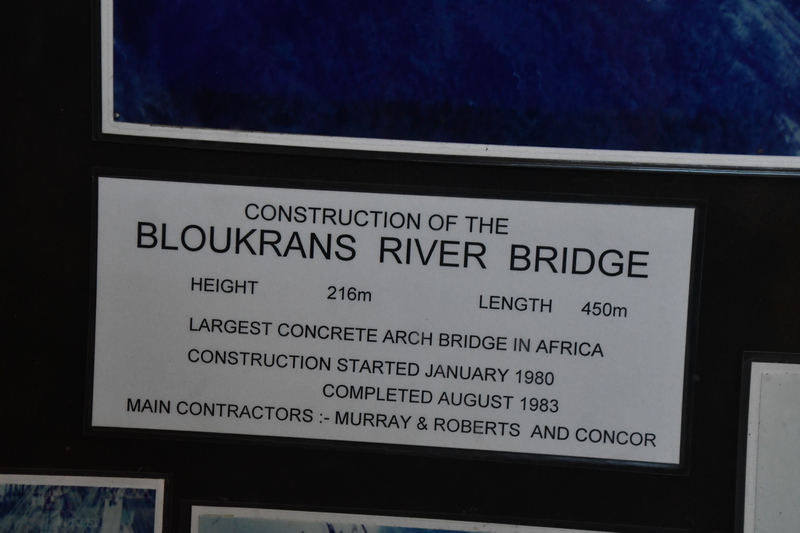 CONSTRUCTION OF THE
BLOUKRANS RIVER BRIDGE
HEIGHT 216m LENGTH 450m
LARGEST CONCRETE ARCH BRIDGE IN AFRICA
CONSTRUCTION STARTED JANUARY 1980
COMPLETED AUGUST 1983
MAIN CONTRACTORS :- MURRAY & ROBERTS AND CONCOR